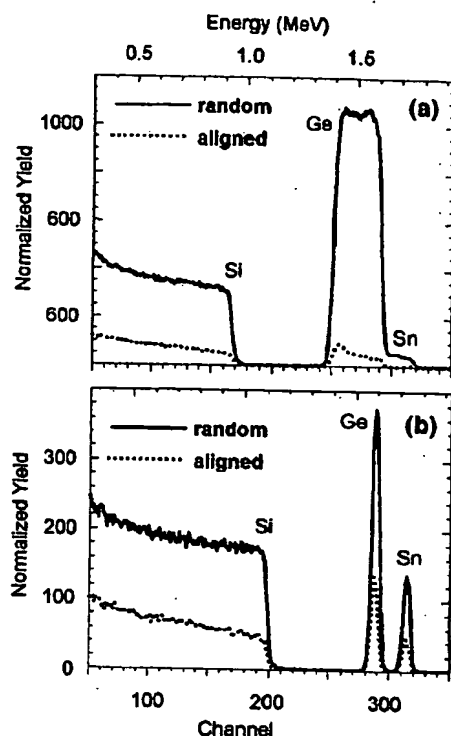 Energy (MeV)
0.5 1.0 1.5
Normalized Yield
1000
600
600
random
aligned
Ge
(a)
Si
Sn
Normalized Yield
300
200
100
0
random
aligned
Ge
(b)
Si
Sn
100 200 300
Channel